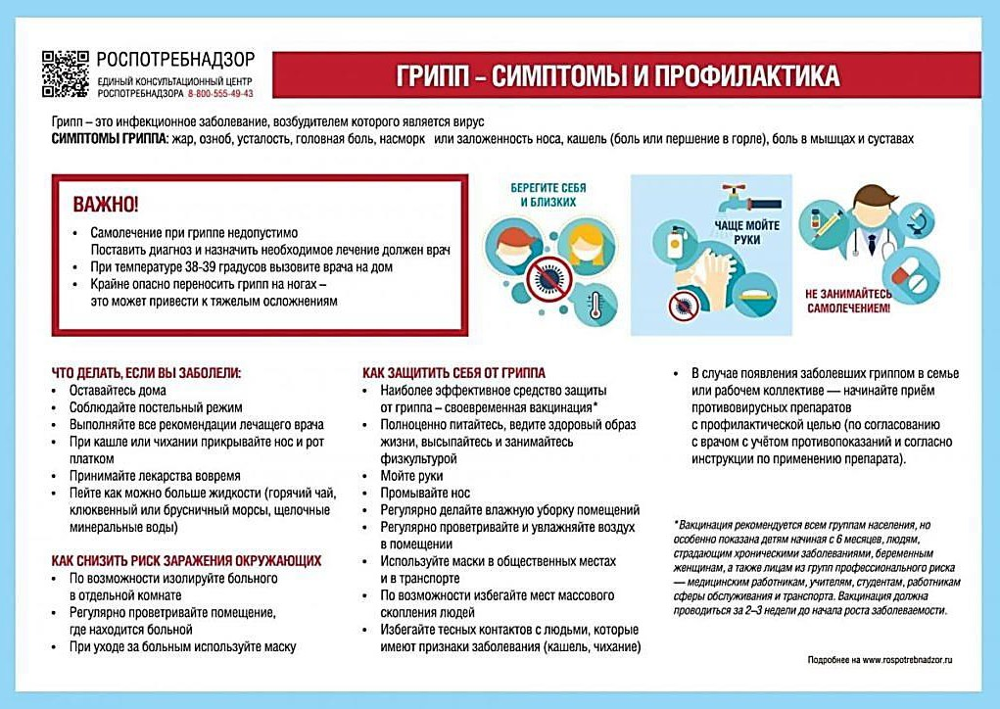 РОСПОТРЕБНАДЗОР
ЕДИНЫЙ КОНСУЛЬТАЦИОННЫЙ ЦЕНТР
РОСПОТРЕБНАДЗОРА 8-800-555-49-43
ГРИПП – СИМПТОМЫ И ПРОФИЛАКТИКА
Грипп – это инфекционное заболевание, возбудителем которого является вирус
СИМПТОМЫ ГРИППА: жар, озноб, усталость, головная боль, насморк или заложенность носа, кашель (боль или першение в горле), боль в мышцах и суставах
ВАЖНО!
• Самолечение при гриппе недопустимо
Поставить диагноз и назначить необходимое лечение должен врач
• При температуре 38-39 градусов вызовите врача на дом
• Крайне опасно переносить грипп на ногах –
это может привести к тяжелым осложнениям
БЕРЕГИТЕ СЕБЯ
И БЛИЗКИХ
ЧАЩЕ МОЙТЕ
РУКИ
НЕ ЗАНИМАЙТЕСЬ
САМОЛЕЧЕНИЕМ!
ЧТО ДЕЛАТЬ, ЕСЛИ ВЫ ЗАБОЛЕЛИ:
• Оставайтесь дома
• Соблюдайте постельный режим
• Выполняйте все рекомендации лечащего врача
• При кашле или чихании прикрывайте нос и рот
платком
• Принимайте лекарства вовремя
• Пейте как можно больше жидкости (горячий чай,
клюквенный или брусничный морсы, щелочные
минеральные воды)
КАК СНИЗИТЬ РИСК ЗАРАЖЕНИЯ ОКРУЖАЮЩИХ
• По возможности изолируйте больного
в отдельной комнате
• Регулярно проветривайте помещение,
где находится больной
• При уходе за больным используйте маску
КАК ЗАЩИТИТЬ СЕБЯ ОТ ГРИППА
• Наиболее эффективное средство защиты
от гриппа – своевременная вакцинация*
• Полноценно питайтесь, ведите здоровый образ
жизни, высыпайтесь и занимайтесь
физкультурой
• Мойте руки
• Промывайте нос
• Регулярно делайте влажную уборку помещений
• Регулярно проветривайте и увлажняйте воздух
в помещении
• Используйте маски в общественных местах
и в транспорте
• По возможности избегайте мест массового
скопления людей
• Избегайте тесных контактов с людьми, которые
имеют признаки заболевания (кашель, чихание)
• В случае появления заболевших гриппом в семье
или рабочем коллективе — начинайте приём
противовирусных препаратов
с профилактической целью (по согласованию
с врачом с учётом противопоказаний и согласно
инструкции по применению препарата).
*Вакцинация рекомендуется всем группам населения, но
особенно показана детям начиная с 6 месяцев, людям,
страдающим хроническими заболеваниями, беременным
женщинам, а также лицам из групп профессионального риска
— медицинским работникам, учителям, студентам, работникам
сферы обслуживания и транспорта. Вакцинация должна
проводиться за 2–3 недели до начала роста заболеваемости.
Подробнее на www.rospotrebnadzor.ru